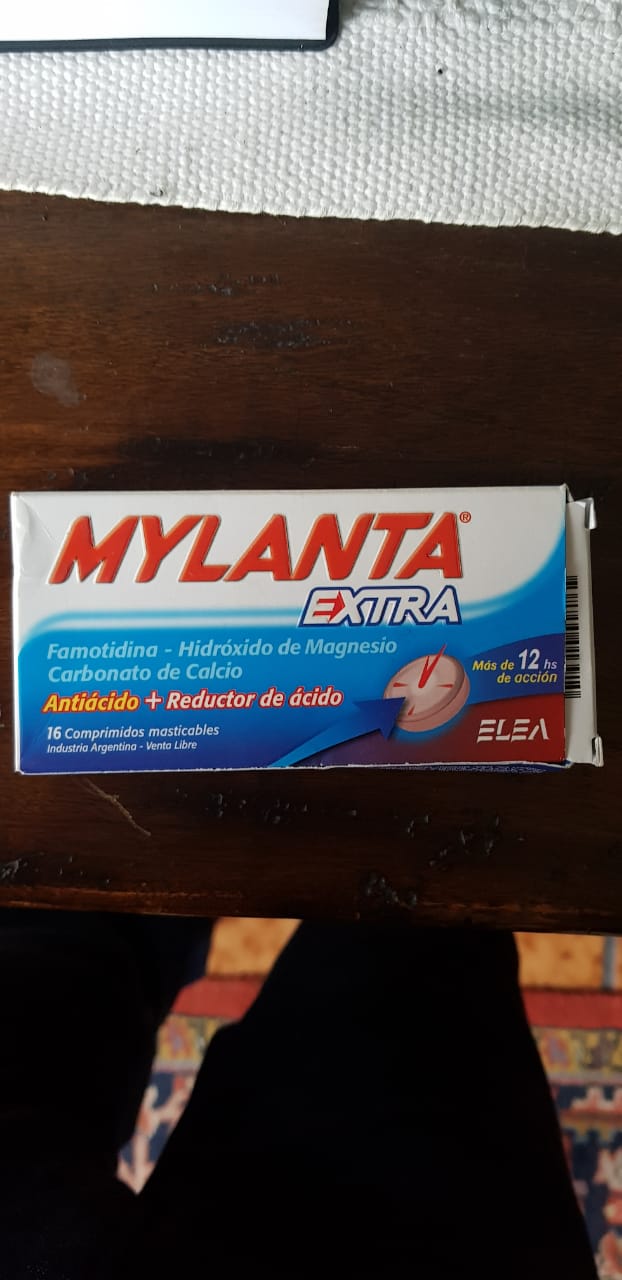 MYLANTA®
EXTRA
Famotidina - Hidróxido de Magnesio
Carbonato de Calcio
Antiácido + Reductor de ácido
Más de 12 hs
de acción
16 Comprimidos masticables
Industria Argentina - Venta Libre
ELEA